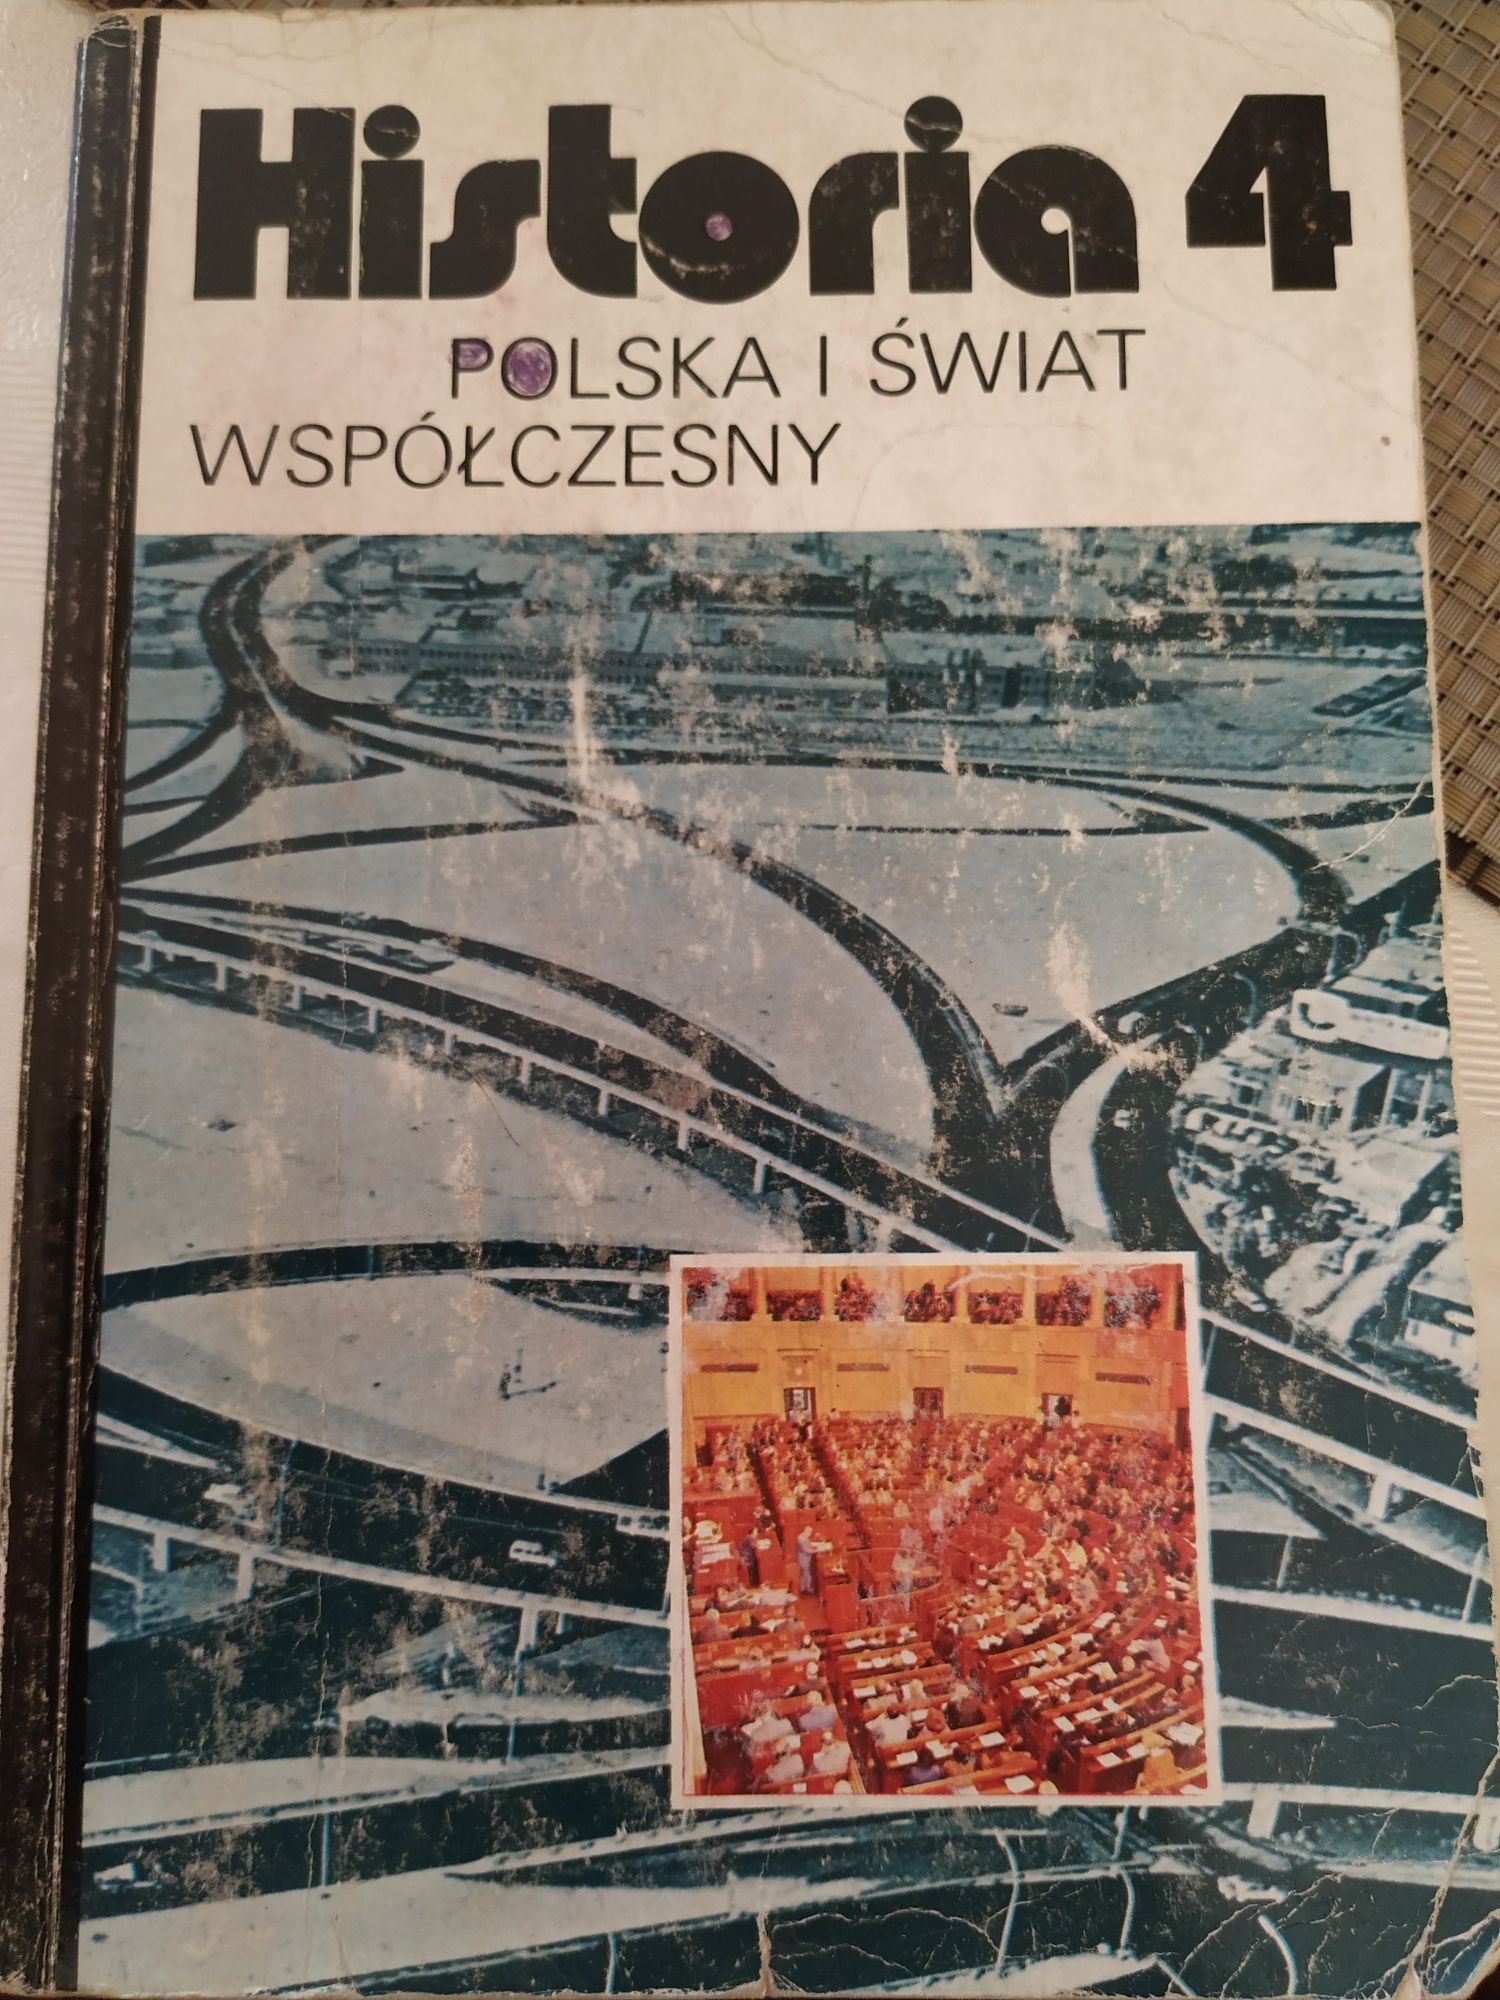 Historia 4
POLSKA I ŚWIAT
WSPÓŁCZESNY